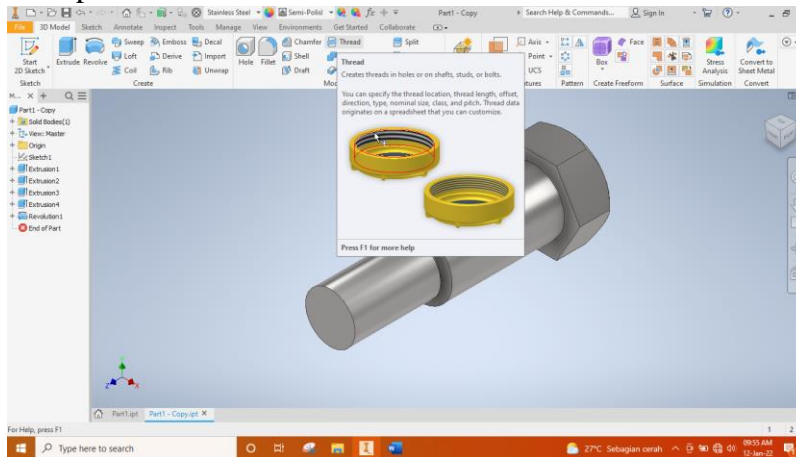 Stainless Steel
Semi-Polid
Part1 - Copy
Search Help & Commands...
Sign In
File 3D Model Sketch Annotate Inspect Tools Manage View Environments Get Started Collaborate
Start
2D Sketch
Extrude Revolve
Sweep Emboss Decal
Loft Derive Import
Coil Rib Unwrap
Hole Fillet
Chamfer Thread Split
Shell
Draft
Axis
Point
UCS
Box
Face
Stress
Analysis
Convert to
Sheet Metal
Sketch Create Mod tures Pattern Create Freeform Surface Simulation Convert
Thread
Creates threads in holes or on shafts, studs, or bolts.
You can specify the thread location, thread length, offset,
direction, type, nominal size, class, and pitch. Thread data
originates on a spreadsheet that you can customize.
Press F1 for more help
M... X +
Part1 - Copy
Solid Bodies(1)
View: Master
Origin
Sketch1
Extrusion1
Extrusion2
Extrusion3
Extrusion4
Revolution1
End of Part
Z X
Part1.ipt Part1 - Copy.ipt X
For Help, press F1
1 2
Type here to search
27°C Sebagian cerah
09:55 AM
12-Jan-22